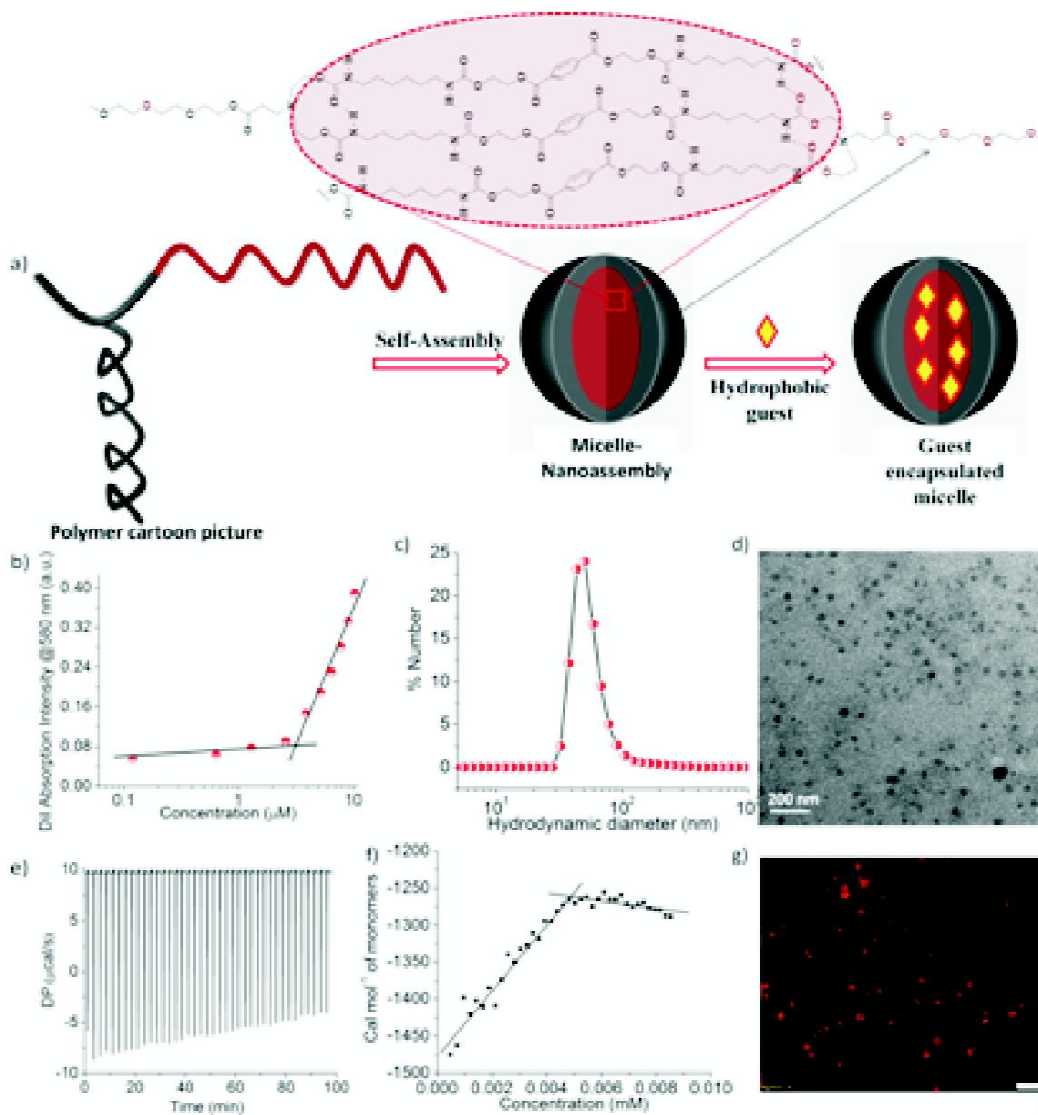 a)
Self-Assembly
Hydrophobic
guest
Micelle-
Nanoassembly
Guest
encapsulated
micelle
Polymer cartoon picture
b)
DiI Absorption Intensity @580 nm (a.u.)
0.40
0.32
0.24
0.16
0.08
0.00
0.1
1
10
Concentration (μM)
c)
% Number
25
20
15
10
5
0
10¹
10²
Hydrodynamic diameter (nm)
d)
200 nm
e)
DP (μcal/s)
10
5
0
-5
-10
0
20
40
60
80
100
Time (min)
f)
Cal mol⁻¹ of monomers
-1200
-1250
-1300
-1350
-1400
-1450
-1500
0.000
0.002
0.004
0.006
0.008
0.010
Concentration (mM)
g)